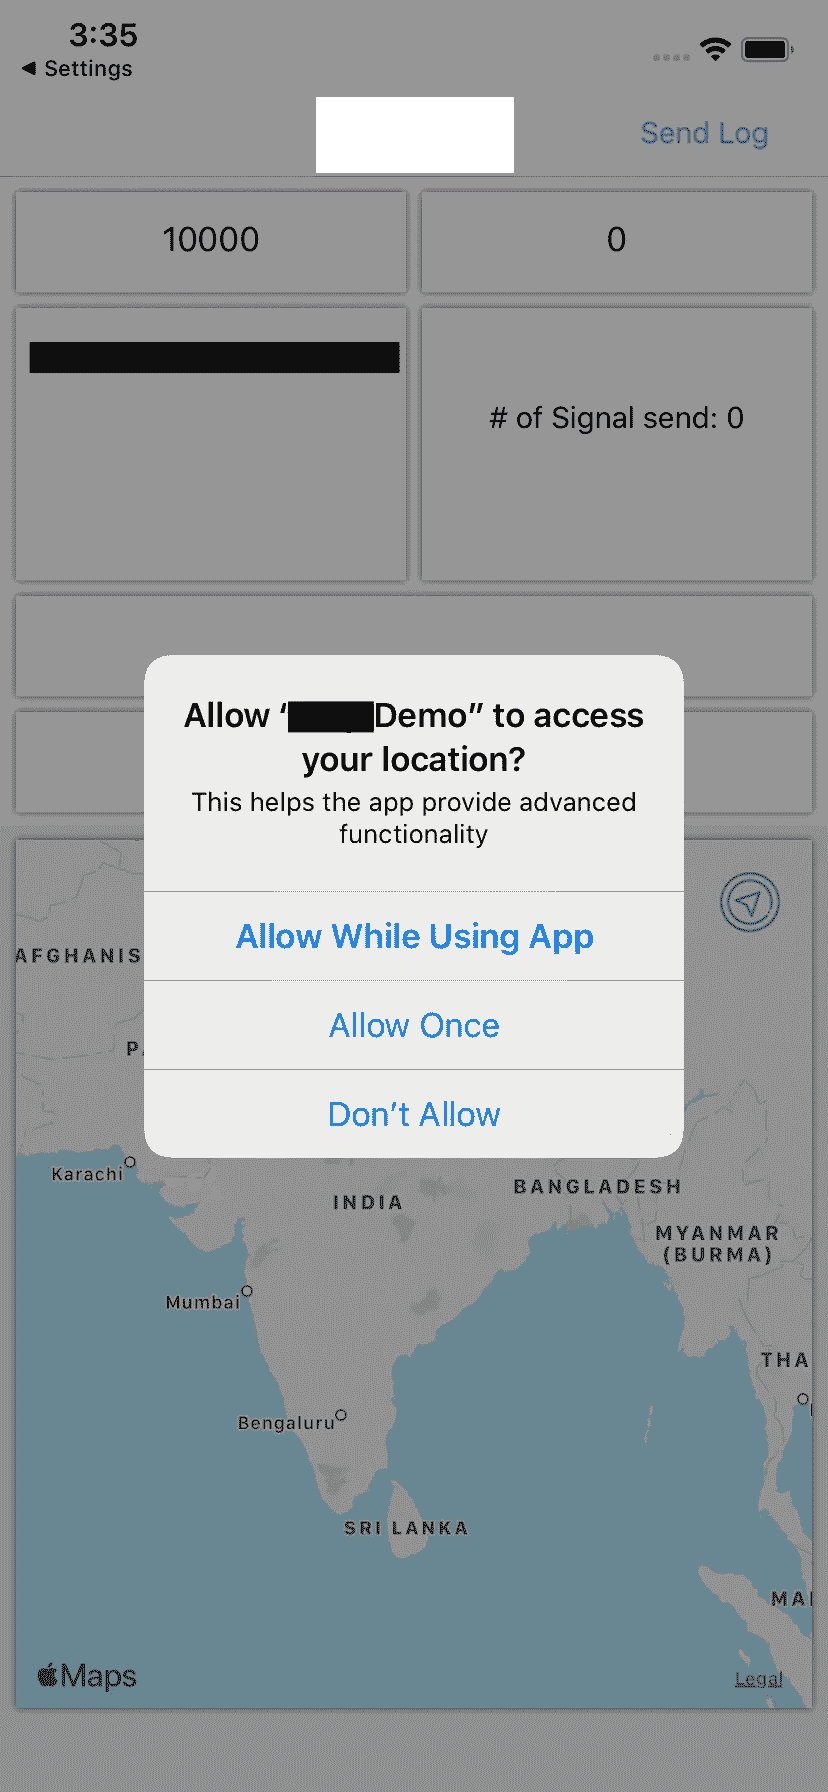 3:35
◀ Settings
Send Log
10000
0
# of Signal send: 0
Allow ‘Demo” to access
your location?
This helps the app provide advanced
functionality
Allow While Using App
Allow Once
Don’t Allow
AFGHANIS
P
Karachi
INDIA
BANGLADESH
MYANMAR
(BURMA)
Mumbai
THA
Bengaluru
SRI LANKA
MA
Maps
Legal